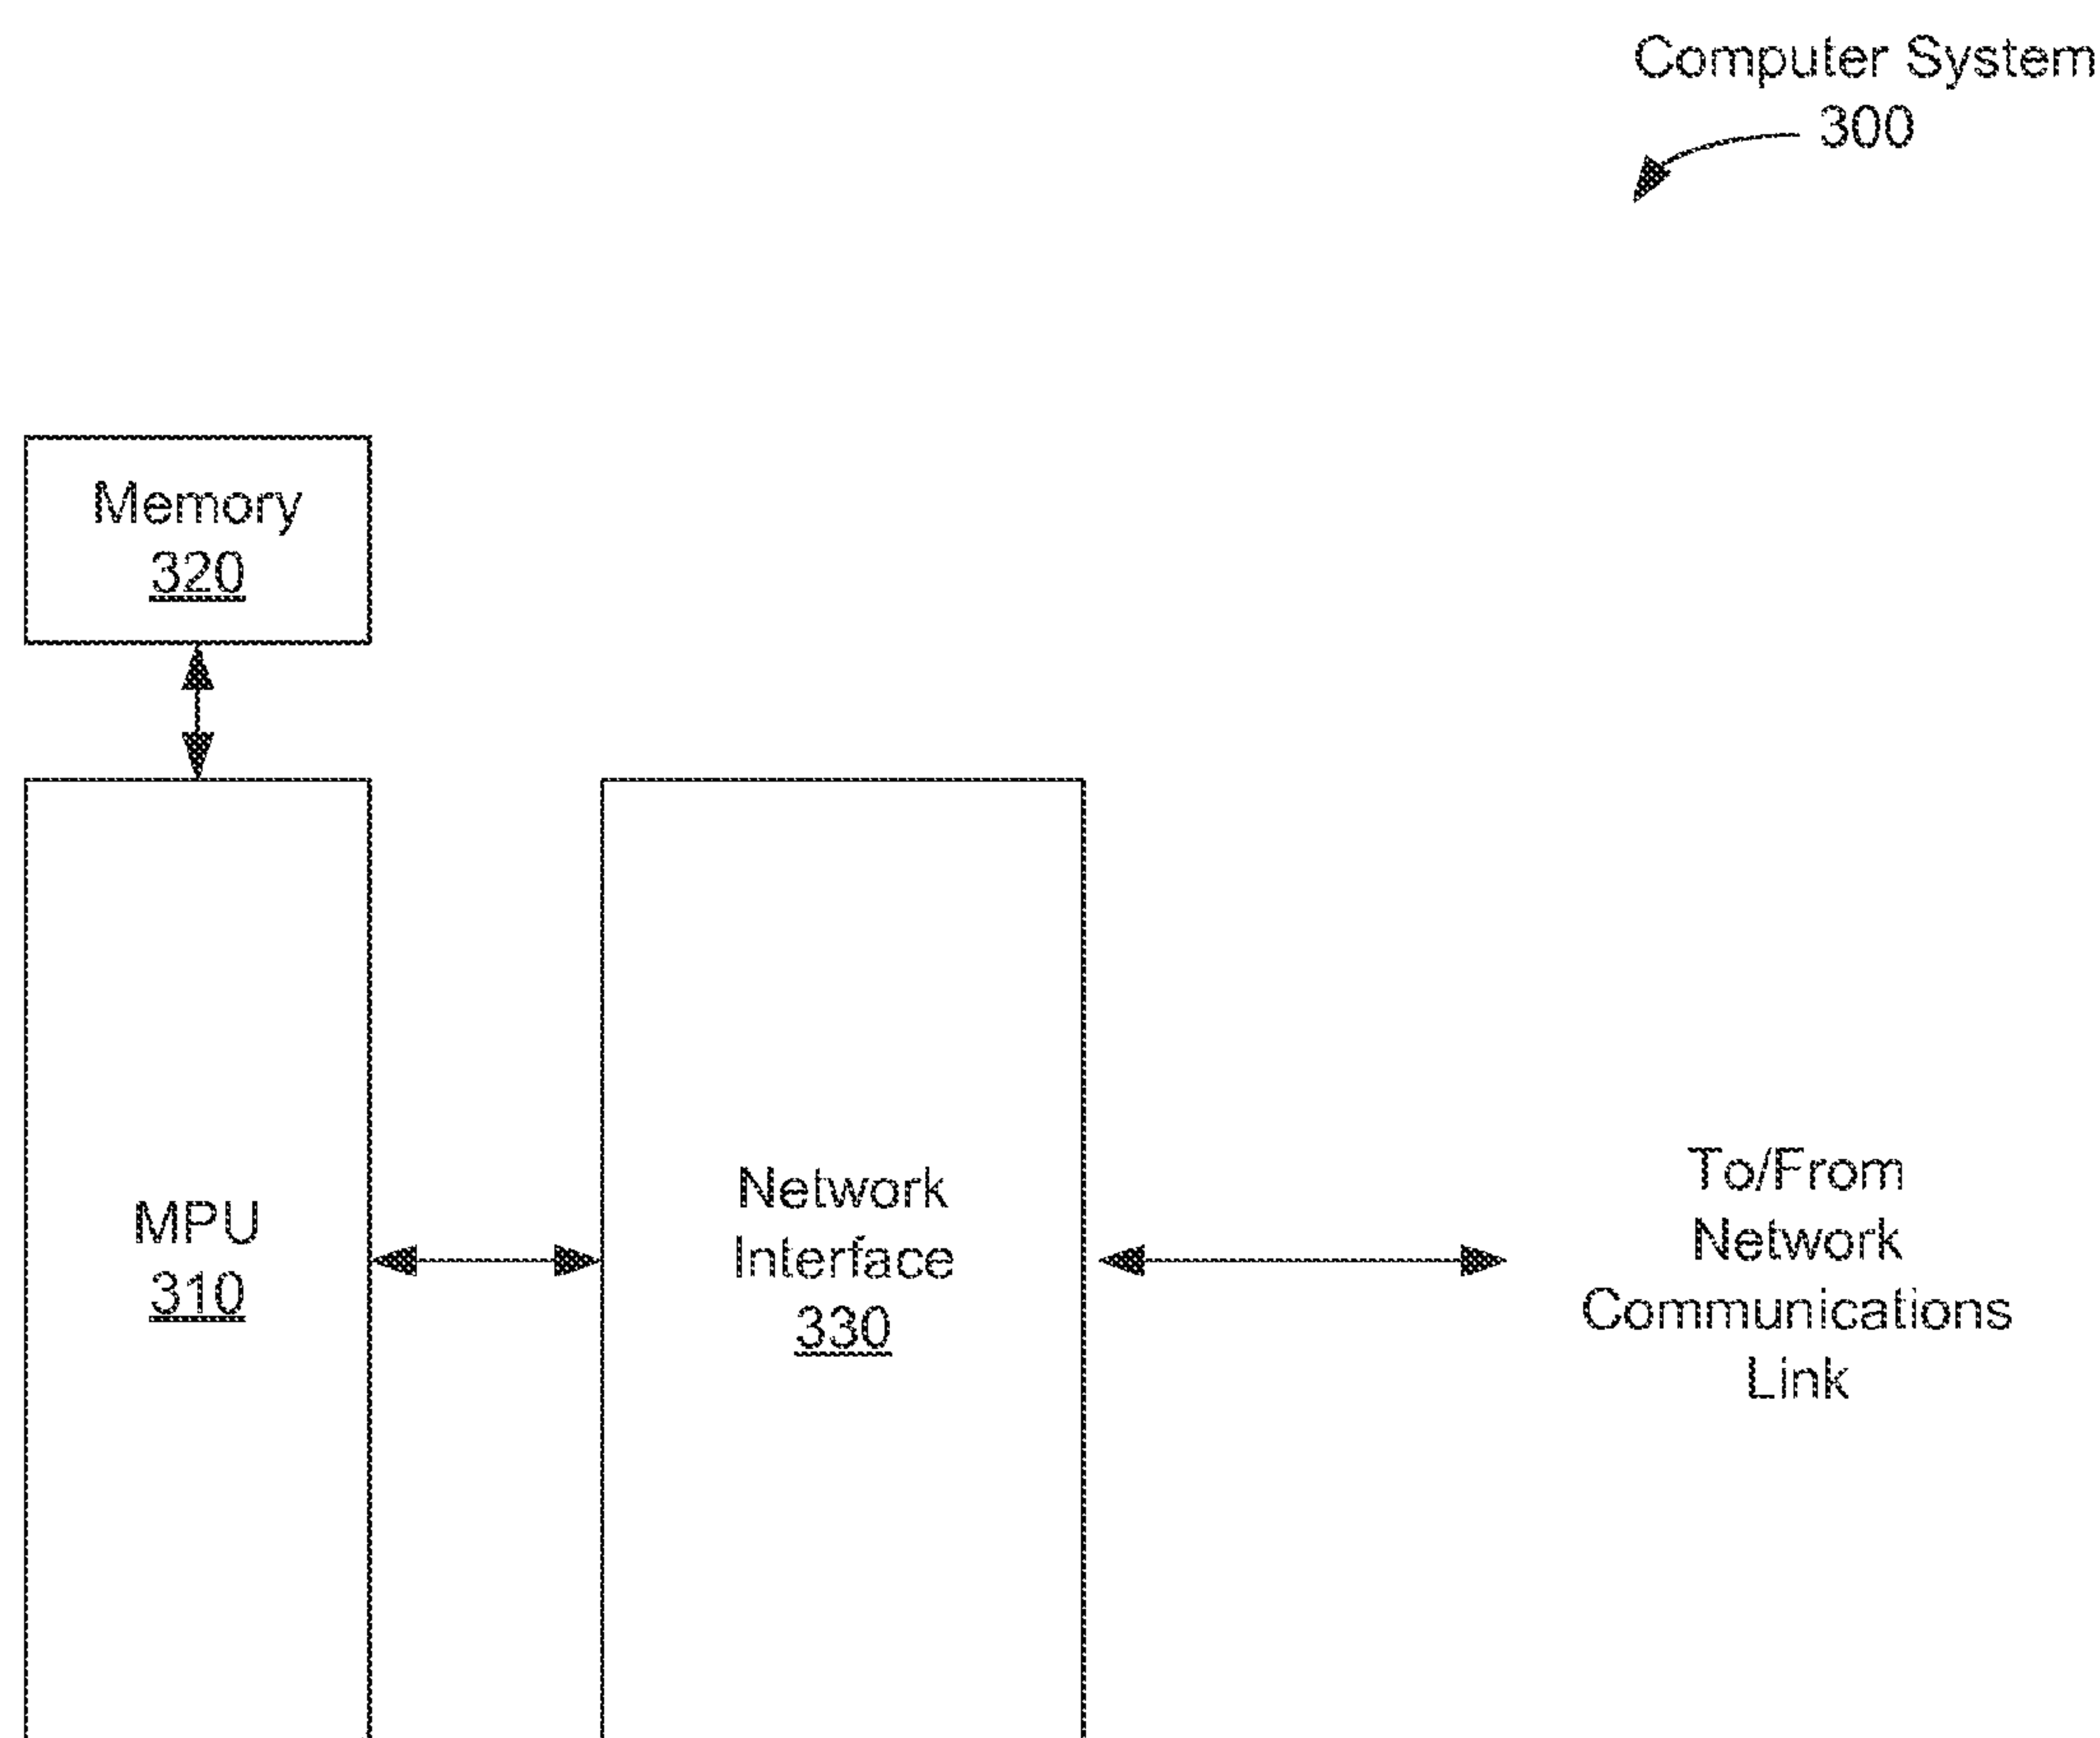 Computer System
300
Memory
320
MPU
310
Network
Interface
330
To/From
Network
Communications
Link